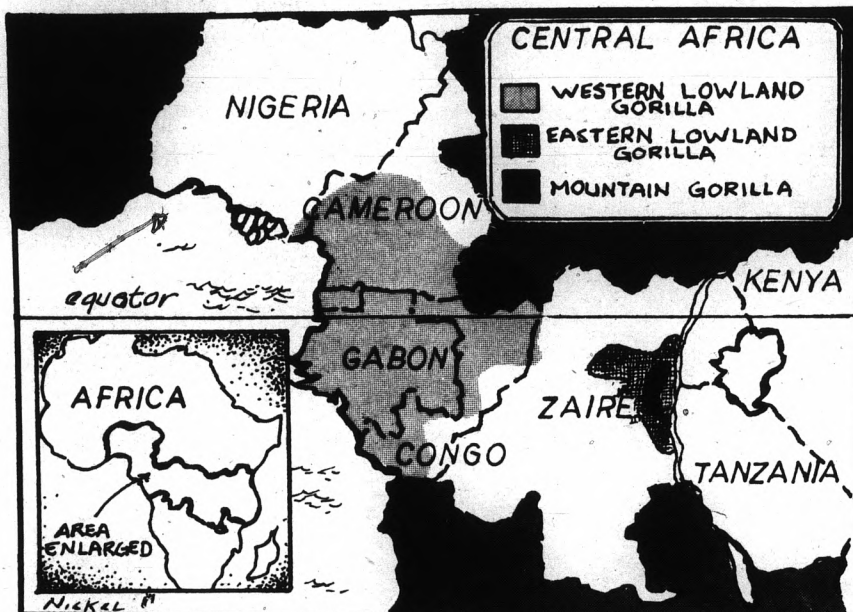 CENTRAL AFRICA
WESTERN LOWLAND
GORILLA
EASTERN LOWLAND
GORILLA
MOUNTAIN GORILLA
NIGERIA
CAMEROON
equator
KENYA
GABON
ZAIRE
CONGO
TANZANIA
AFRICA
AREA
ENLARGED
Nickel